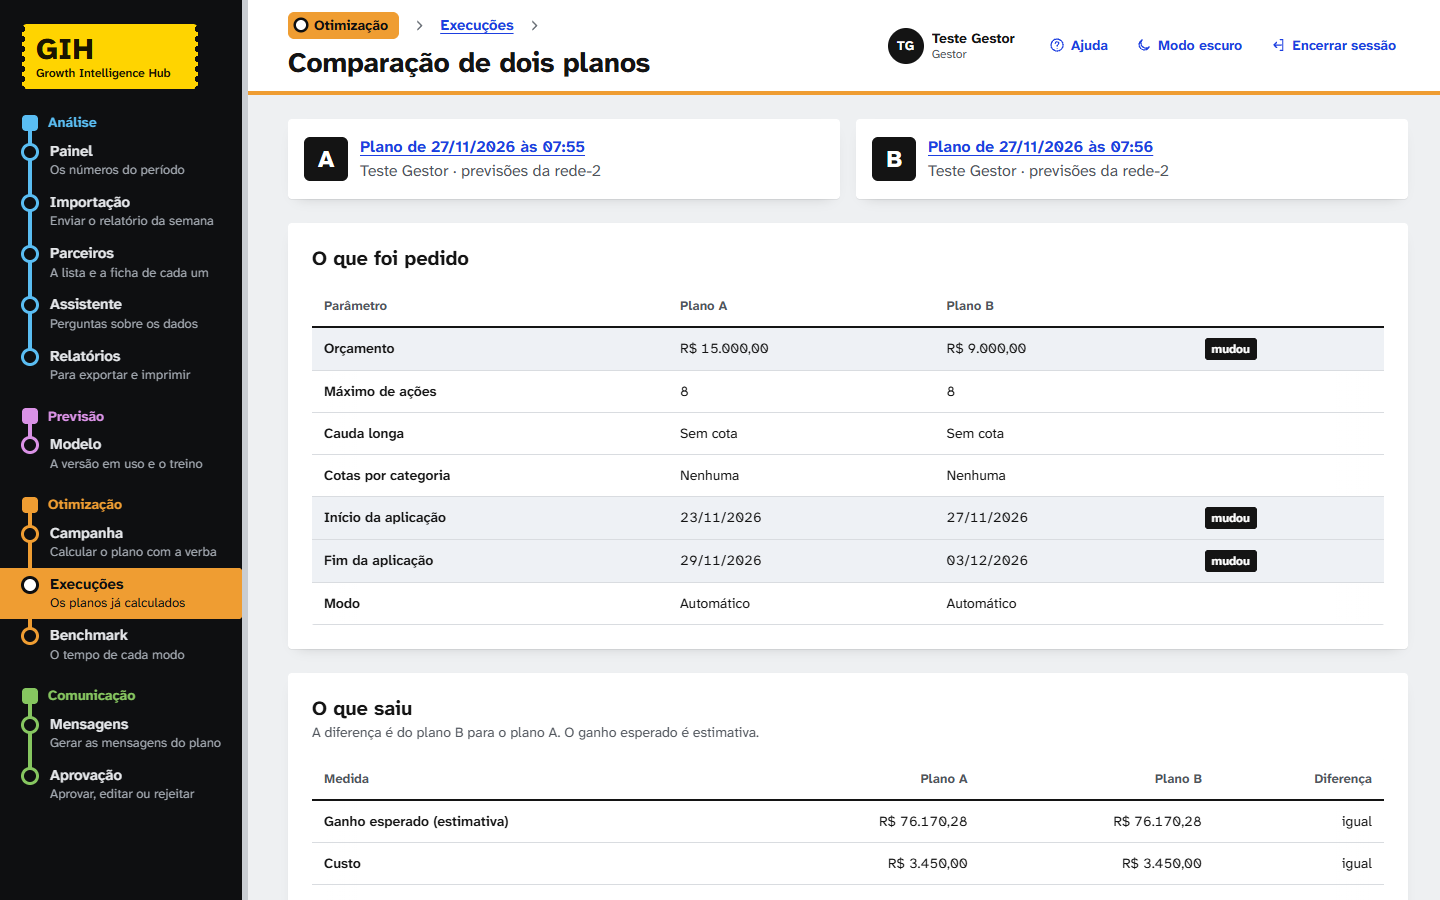 GIH
Growth Intelligence Hub
Análise
Painel
Os números do período
Importação
Enviar o relatório da semana
Parceiros
A lista e a ficha de cada um
Assistente
Perguntas sobre os dados
Relatórios
Para exportar e imprimir
Previsão
Modelo
A versão em uso e o treino
Otimização
Campanha
Calcular o plano com a verba
Execuções
Os planos já calculados
Benchmark
O tempo de cada modo
Comunicação
Mensagens
Gerar as mensagens do plano
Aprovação
Aprovar, editar ou rejeitar
Otimização > Execuções >
Comparação de dois planos
TG Teste Gestor
Gestor
Ajuda
Modo escuro
Encerrar sessão
A Plano de 27/11/2026 às 07:55
Teste Gestor · previsões da rede-2
B Plano de 27/11/2026 às 07:56
Teste Gestor · previsões da rede-2
O que foi pedido
Parâmetro Plano A Plano B
Orçamento R$ 15.000,00 R$ 9.000,00 mudou
Máximo de ações 8 8
Cauda longa Sem cota Sem cota
Cotas por categoria Nenhuma Nenhuma
Início da aplicação 23/11/2026 27/11/2026 mudou
Fim da aplicação 29/11/2026 03/12/2026 mudou
Modo Automático Automático
O que saiu
A diferença é do plano B para o plano A. O ganho esperado é estimativa.
Medida Plano A Plano B Diferença
Ganho esperado (estimativa) R$ 76.170,28 R$ 76.170,28 igual
Custo R$ 3.450,00 R$ 3.450,00 igual